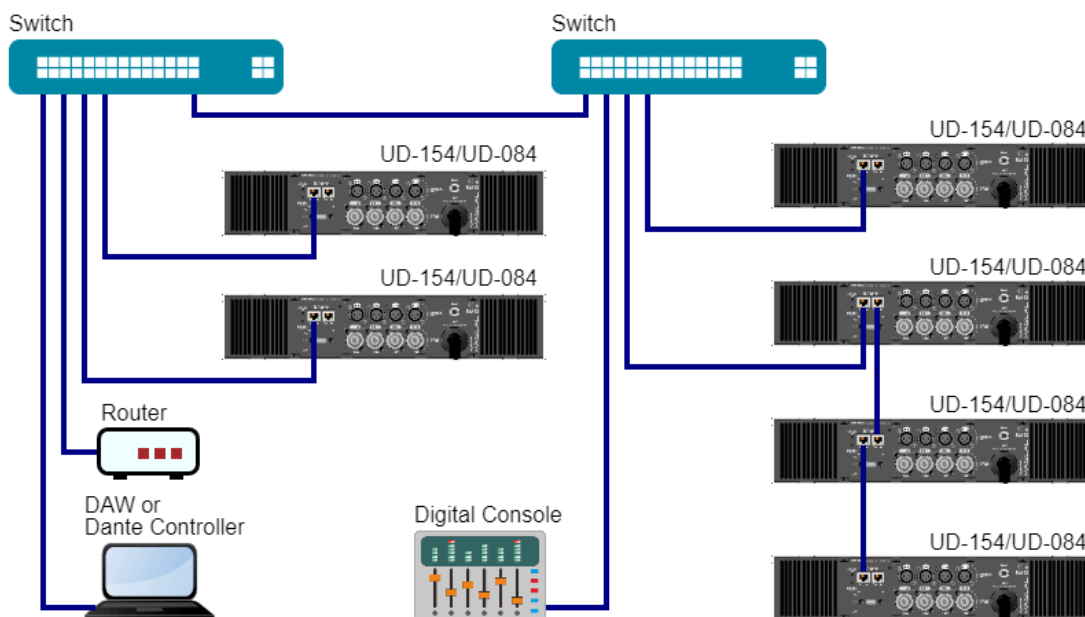 Switch
Switch
UD-154/UD-084
UD-154/UD-084
UD-154/UD-084
UD-154/UD-084
Router
UD-154/UD-084
DAW or
Dante Controller
Digital Console
UD-154/UD-084